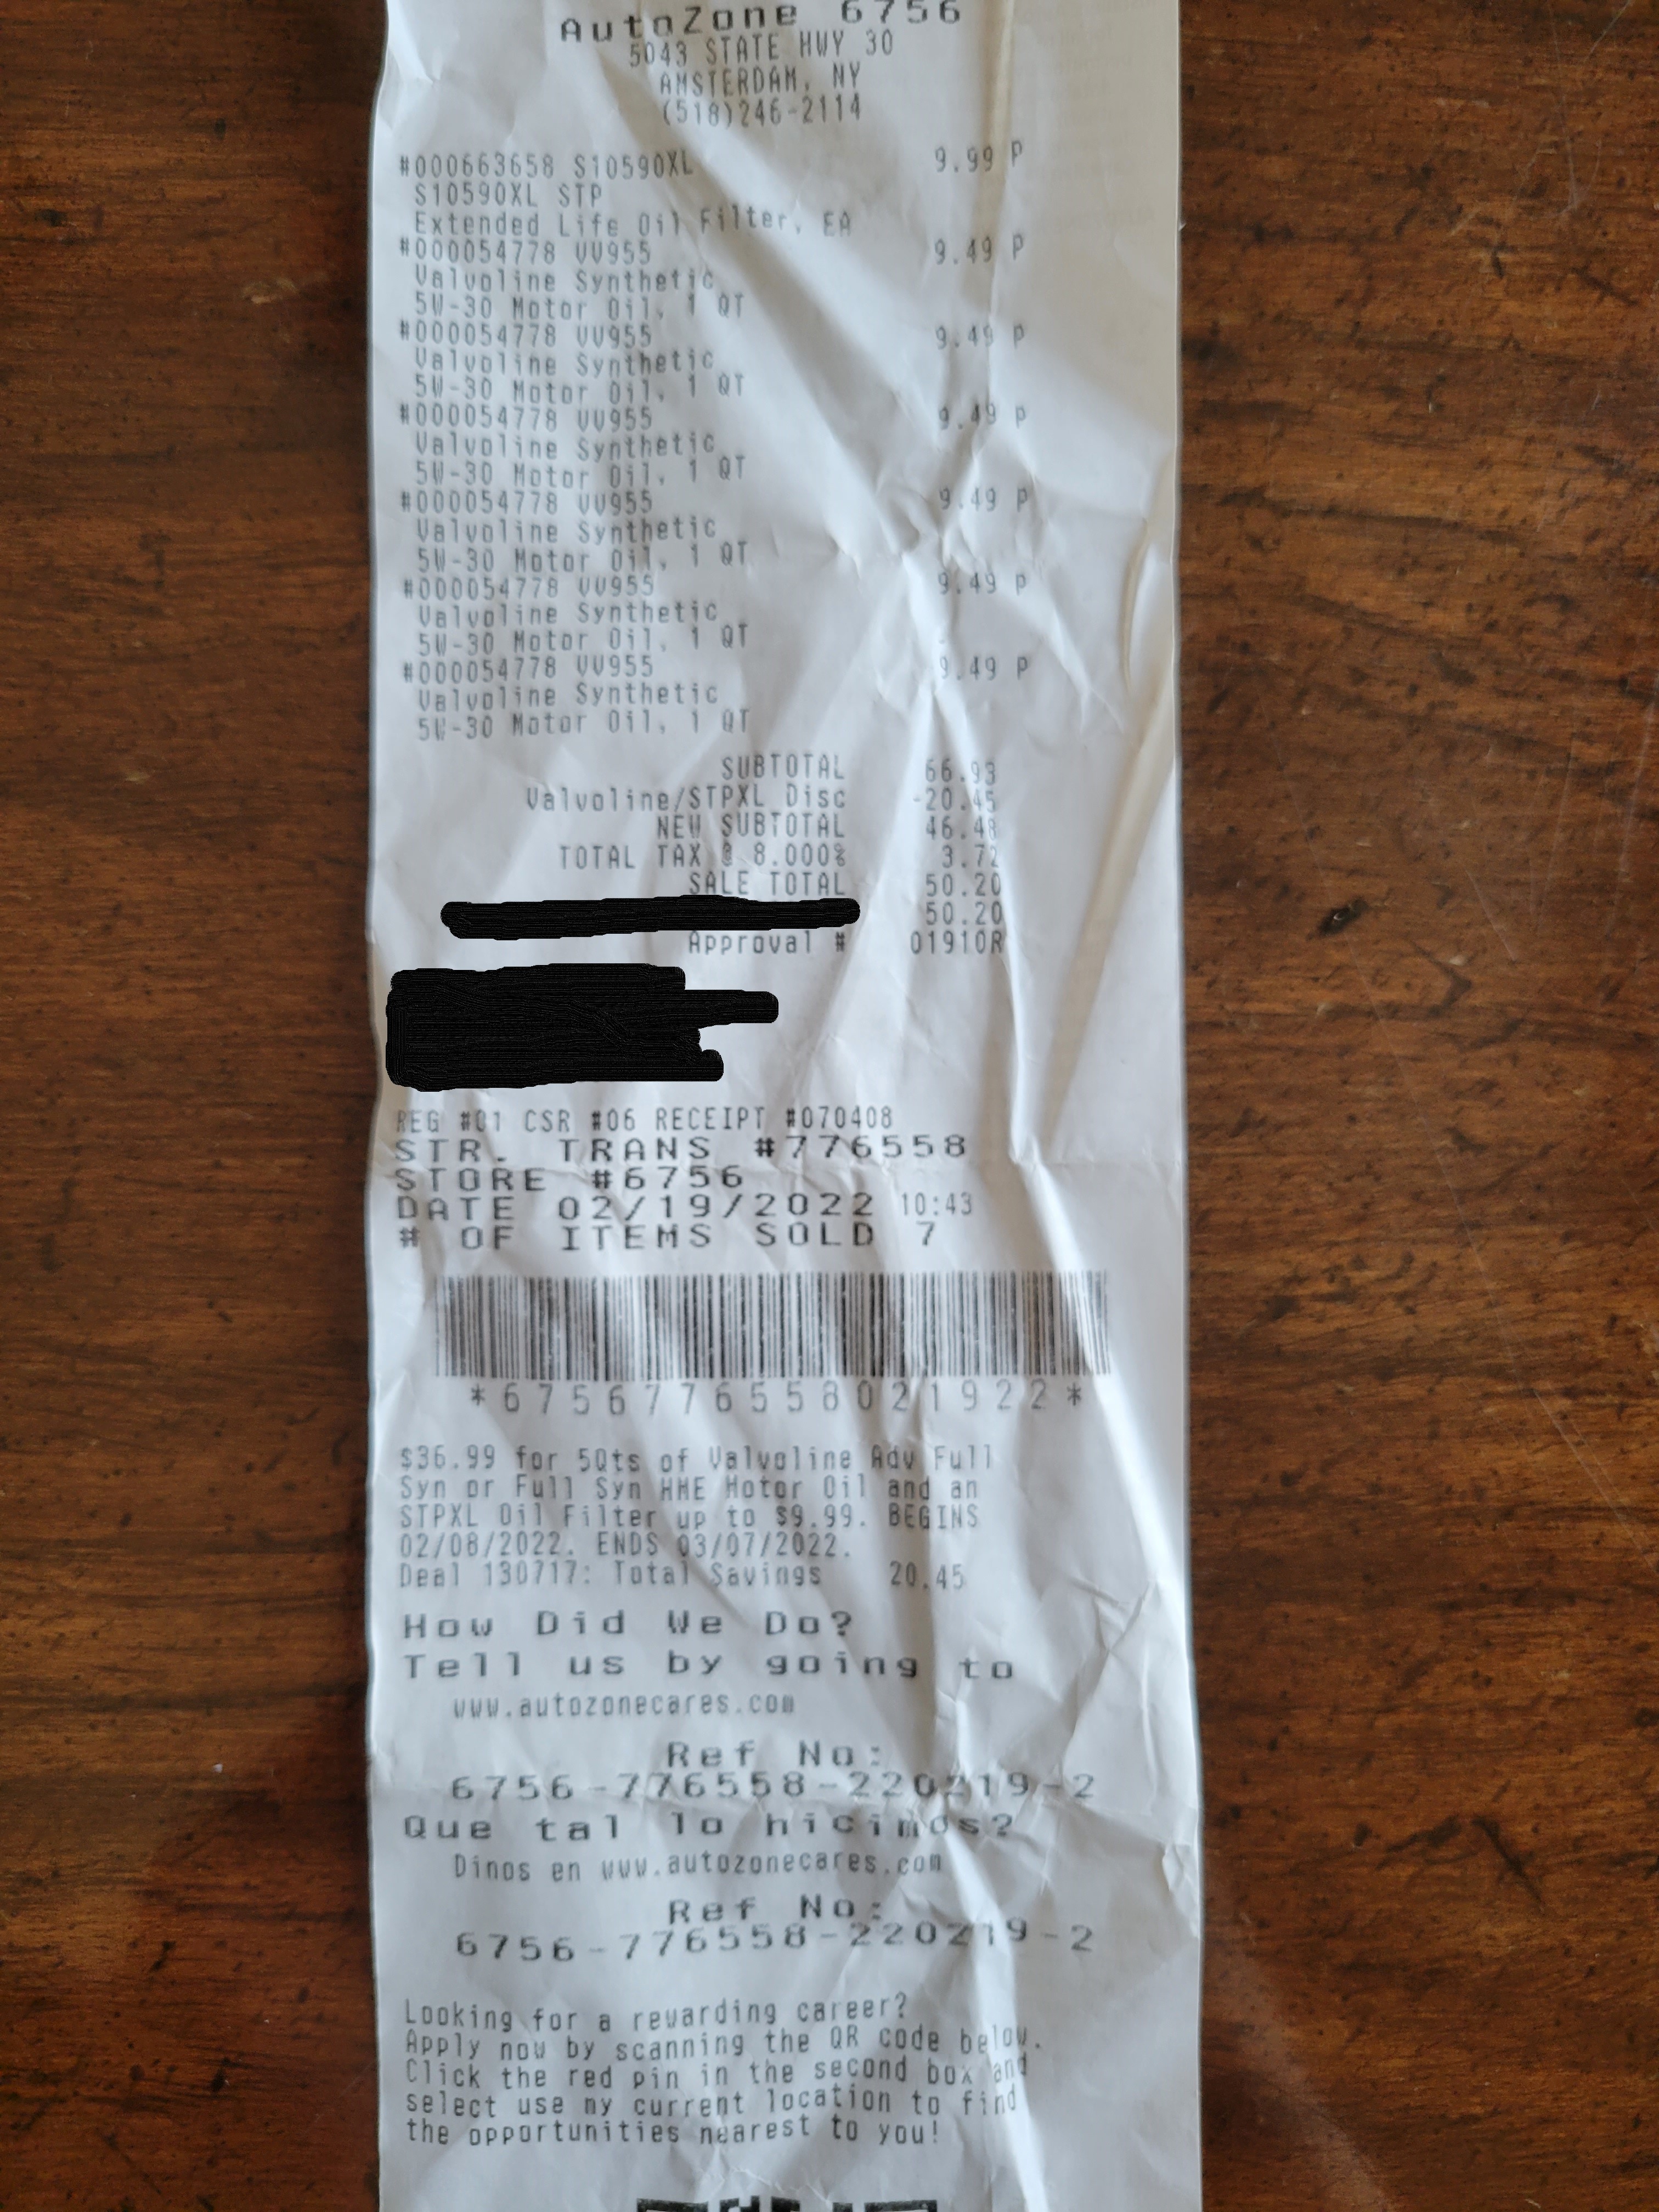 AutoZone 6756
5043 STATE HWY 30
AMSTERDAM, NY
(518)246-2114
#000663658 S10590XL 9.99 P
S10590XL STP
Extended Life Oil Filter, EA
#000054778 VV955 9.49 P
Valvoline Synthetic
5W-30 Motor Oil, 1 QT
#000054778 VV955 9.49 P
Valvoline Synthetic
5W-30 Motor Oil, 1 QT
#000054778 VV955 9.49 P
Valvoline Synthetic
5W-30 Motor Oil, 1 QT
#000054778 VV955 9.49 P
Valvoline Synthetic
5W-30 Motor Oil, 1 QT
#000054778 VV955 9.49 P
Valvoline Synthetic
5W-30 Motor Oil, 1 QT
#000054778 VV955 9.49 P
Valvoline Synthetic
5W-30 Motor Oil, 1 QT
SUBTOTAL 66.93
Valvoline/STPXL Disc -20.45
NEW SUBTOTAL 46.48
TOTAL TAX @ 8.000% 3.72
SALE TOTAL 50.20
50.20
Approval # 01910R
REG #01 CSR #06 RECEIPT #070408
STR. TRANS #776558
STORE #6756
DATE 02/19/2022 10:43
# OF ITEMS SOLD 7
*6756776558021922*
$36.99 for 5Qts of Valvoline Adv Full
Syn or Full Syn HME Motor Oil and an
STPXL Oil Filter up to $9.99. BEGINS
02/08/2022. ENDS 03/07/2022.
Deal 130717: Total Savings 20.45
How Did We Do?
Tell us by going to
www.autozonecares.com
Ref No:
6756-776558-220219-2
Que tal lo hicimos?
Dinos en www.autozonecares.com
Ref No:
6756-776558-220219-2
Looking for a rewarding career?
Apply now by scanning the QR code below.
Click the red pin in the second box and
select use my current location to find
the opportunities nearest to you!